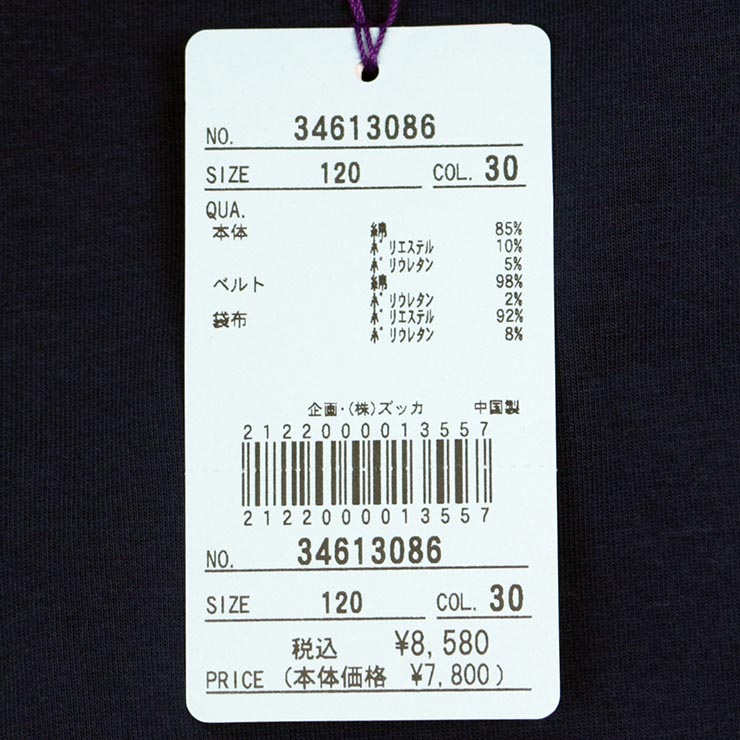 NO. 34613086
SIZE 120 COL. 30
QUA.
本体 綿 85%
ポリエステル 10%
ポリウレタン 5%
ベルト 綿 98%
ポリウレタン 2%
袋布 ポリエステル 92%
ポリウレタン 8%
企画・(株)ズッカ 中国製
2122000013557
2122000013557
NO. 34613086
SIZE 120 COL. 30
税込 ¥8,580
PRICE (本体価格 ¥7,800)